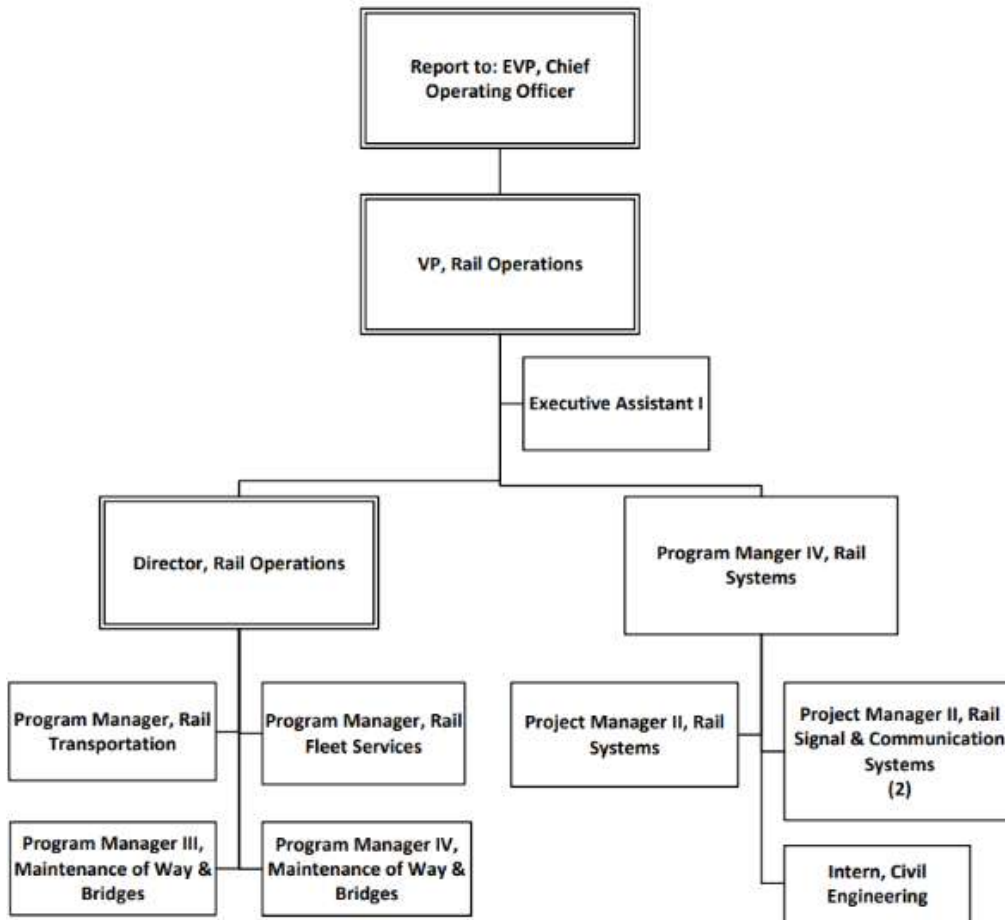 Report to: EVP, Chief
Operating Officer
VP, Rail Operations
Executive Assistant I
Director, Rail Operations
Program Manger IV, Rail
Systems
Program Manager, Rail
Transportation
Program Manager, Rail
Fleet Services
Project Manager II, Rail
Systems
Project Manager II, Rail
Signal & Communication
Systems
(2)
Program Manager III,
Maintenance of Way &
Bridges
Program Manager IV,
Maintenance of Way &
Bridges
Intern, Civil
Engineering